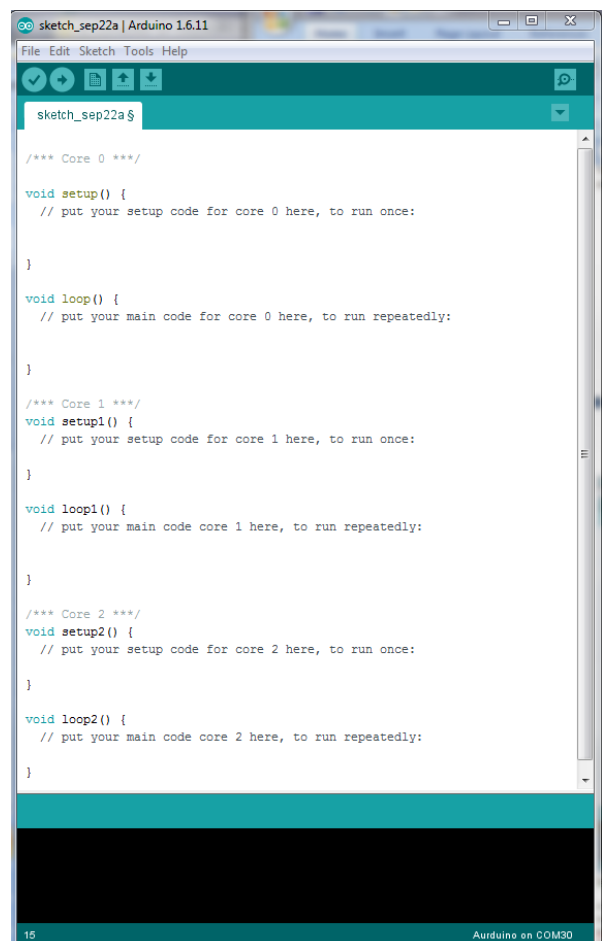 sketch_sep22a | Arduino 1.6.11
File Edit Sketch Tools Help
sketch_sep22a §
/*** Core 0 ***/
void setup() {
// put your setup code for core 0 here, to run once:
}
void loop() {
// put your main code for core 0 here, to run repeatedly:
}
/*** Core 1 ***/
void setup1() {
// put your setup code for core 1 here, to run once:
}
void loop1() {
// put your main code core 1 here, to run repeatedly:
}
/*** Core 2 ***/
void setup2() {
// put your setup code for core 2 here, to run once:
}
void loop2() {
// put your main code core 2 here, to run repeatedly:
}
15
Aurduino on COM30